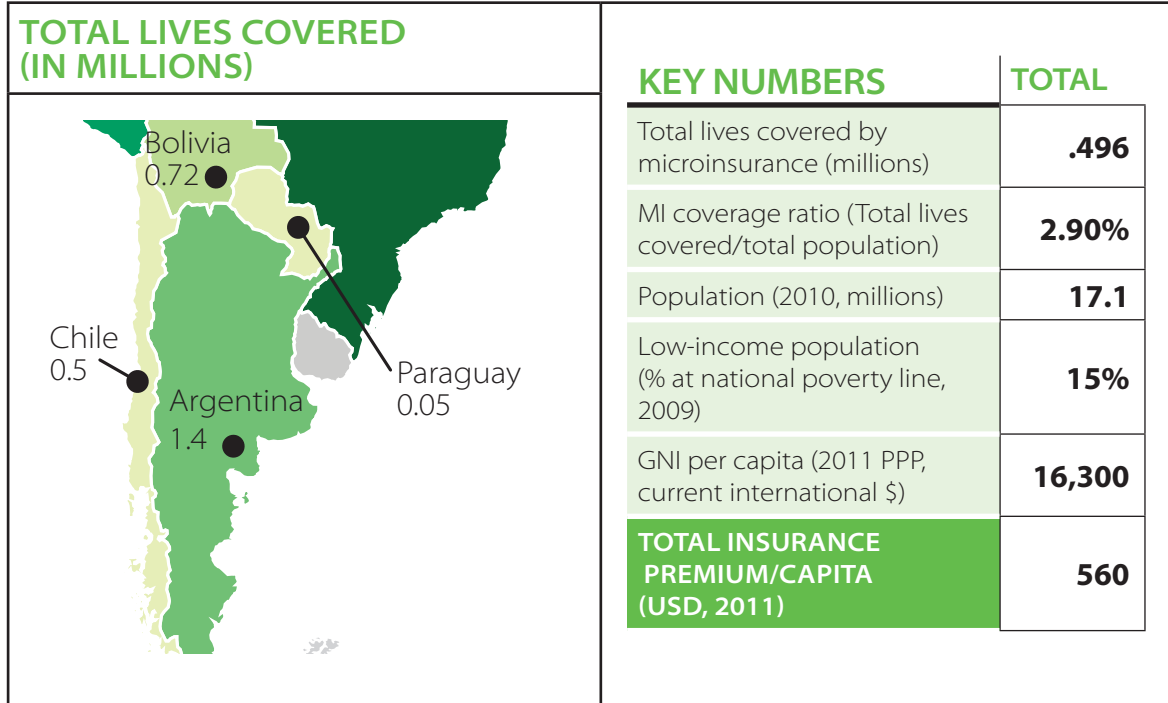 TOTAL LIVES COVERED
(IN MILLIONS)
Bolivia
0.72
Chile
0.5
Argentina
1.4
Paraguay
0.05
KEY NUMBERS
TOTAL
Total lives covered by
microinsurance (millions)
.496
MI coverage ratio (Total lives
covered/total population)
2.90%
Population (2010, millions)
17.1
Low-income population
(% at national poverty line,
2009)
15%
GNI per capita (2011 PPP,
current international $)
16,300
TOTAL INSURANCE
PREMIUM/CAPITA
(USD, 2011)
560